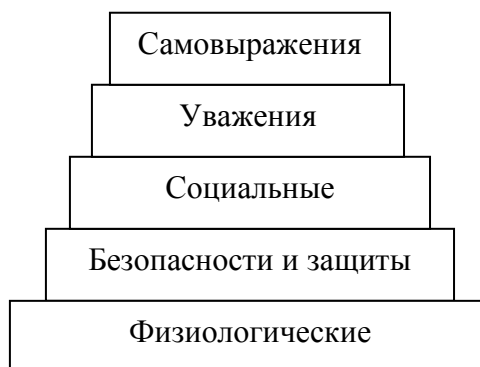 Самовыражения
Уважения
Социальные
Безопасности и защиты
Физиологические